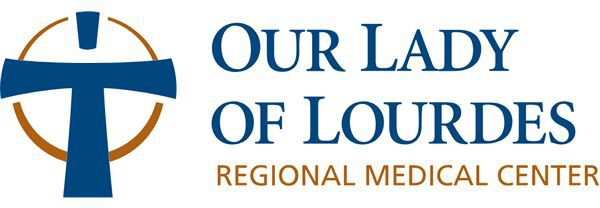 OUR LADY
OF LOURDES
REGIONAL MEDICAL CENTER